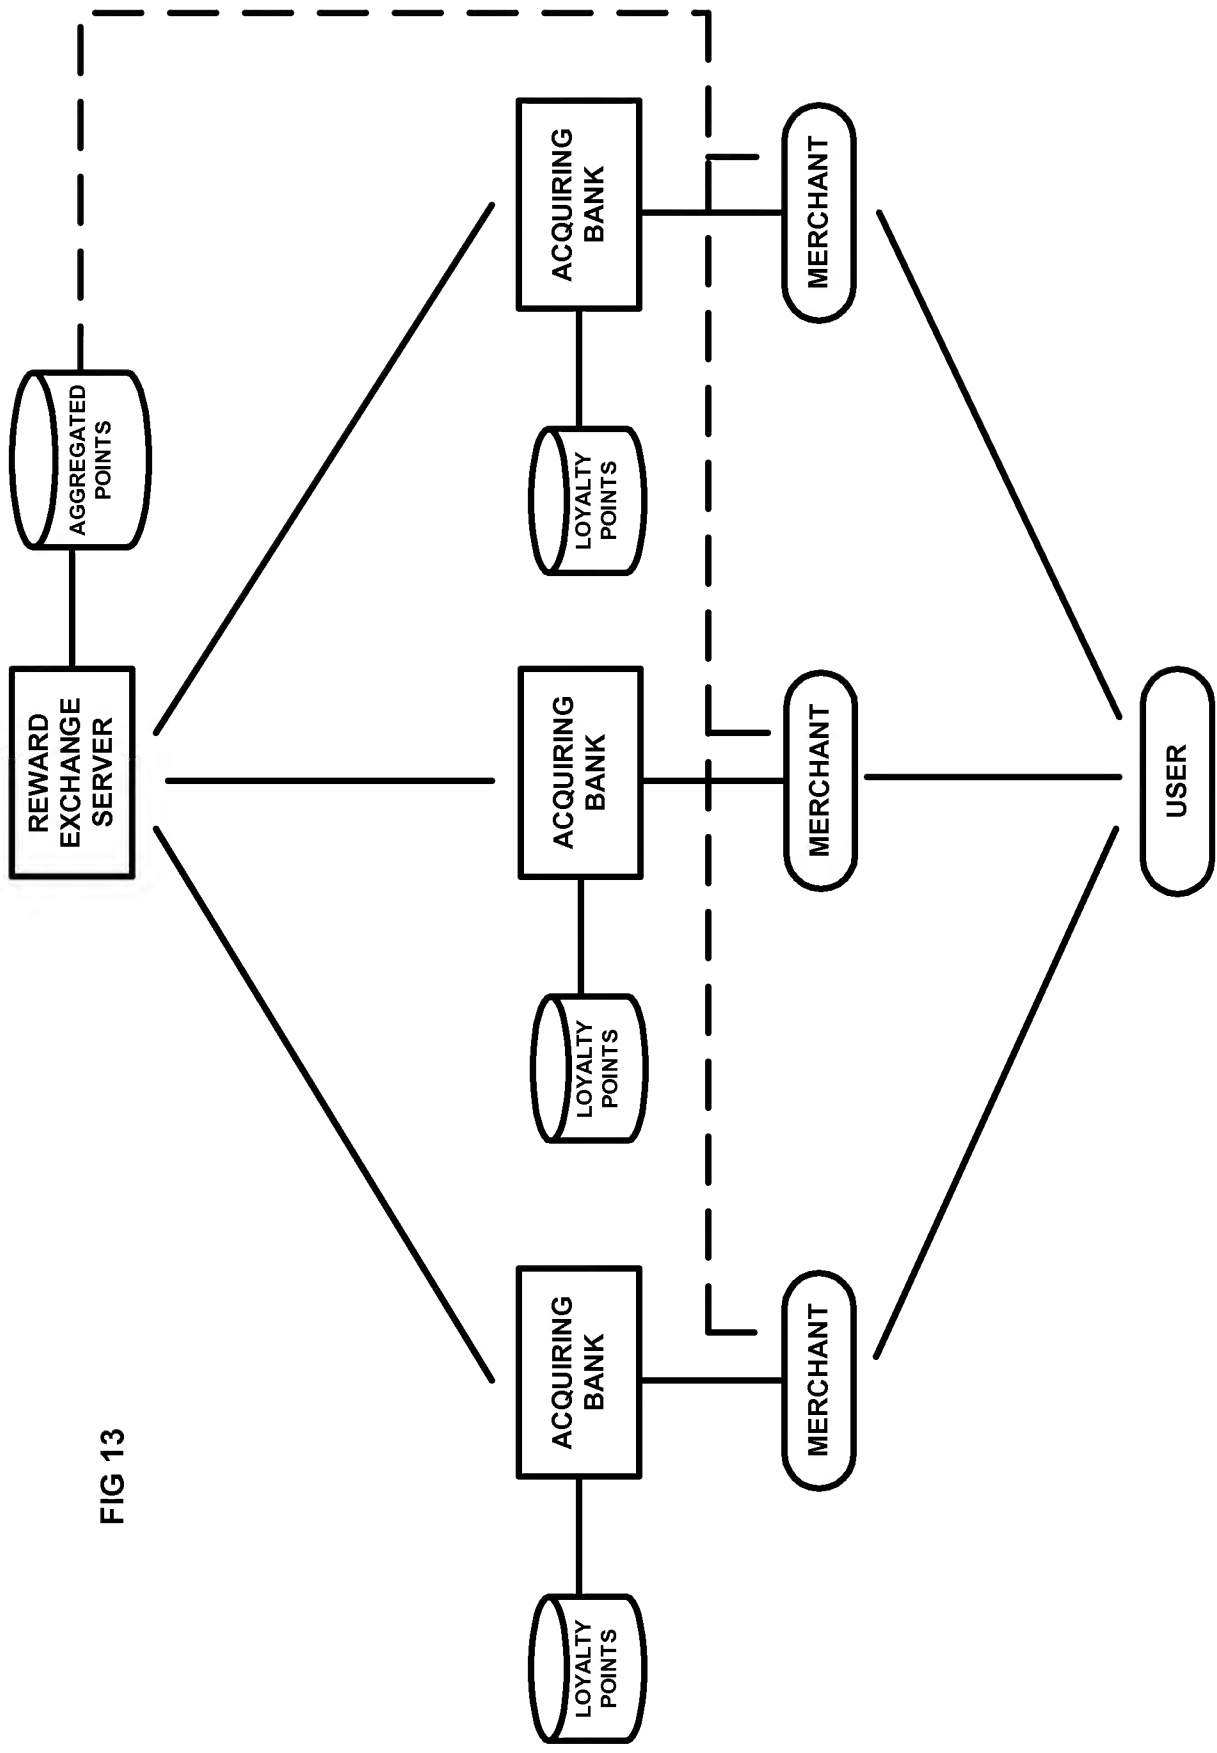 FIG 13
REWARD
EXCHANGE
SERVER
AGGREGATED
POINTS
LOYALTY
POINTS
ACQUIRING
BANK
LOYALTY
POINTS
ACQUIRING
BANK
LOYALTY
POINTS
ACQUIRING
BANK
MERCHANT
MERCHANT
MERCHANT
USER